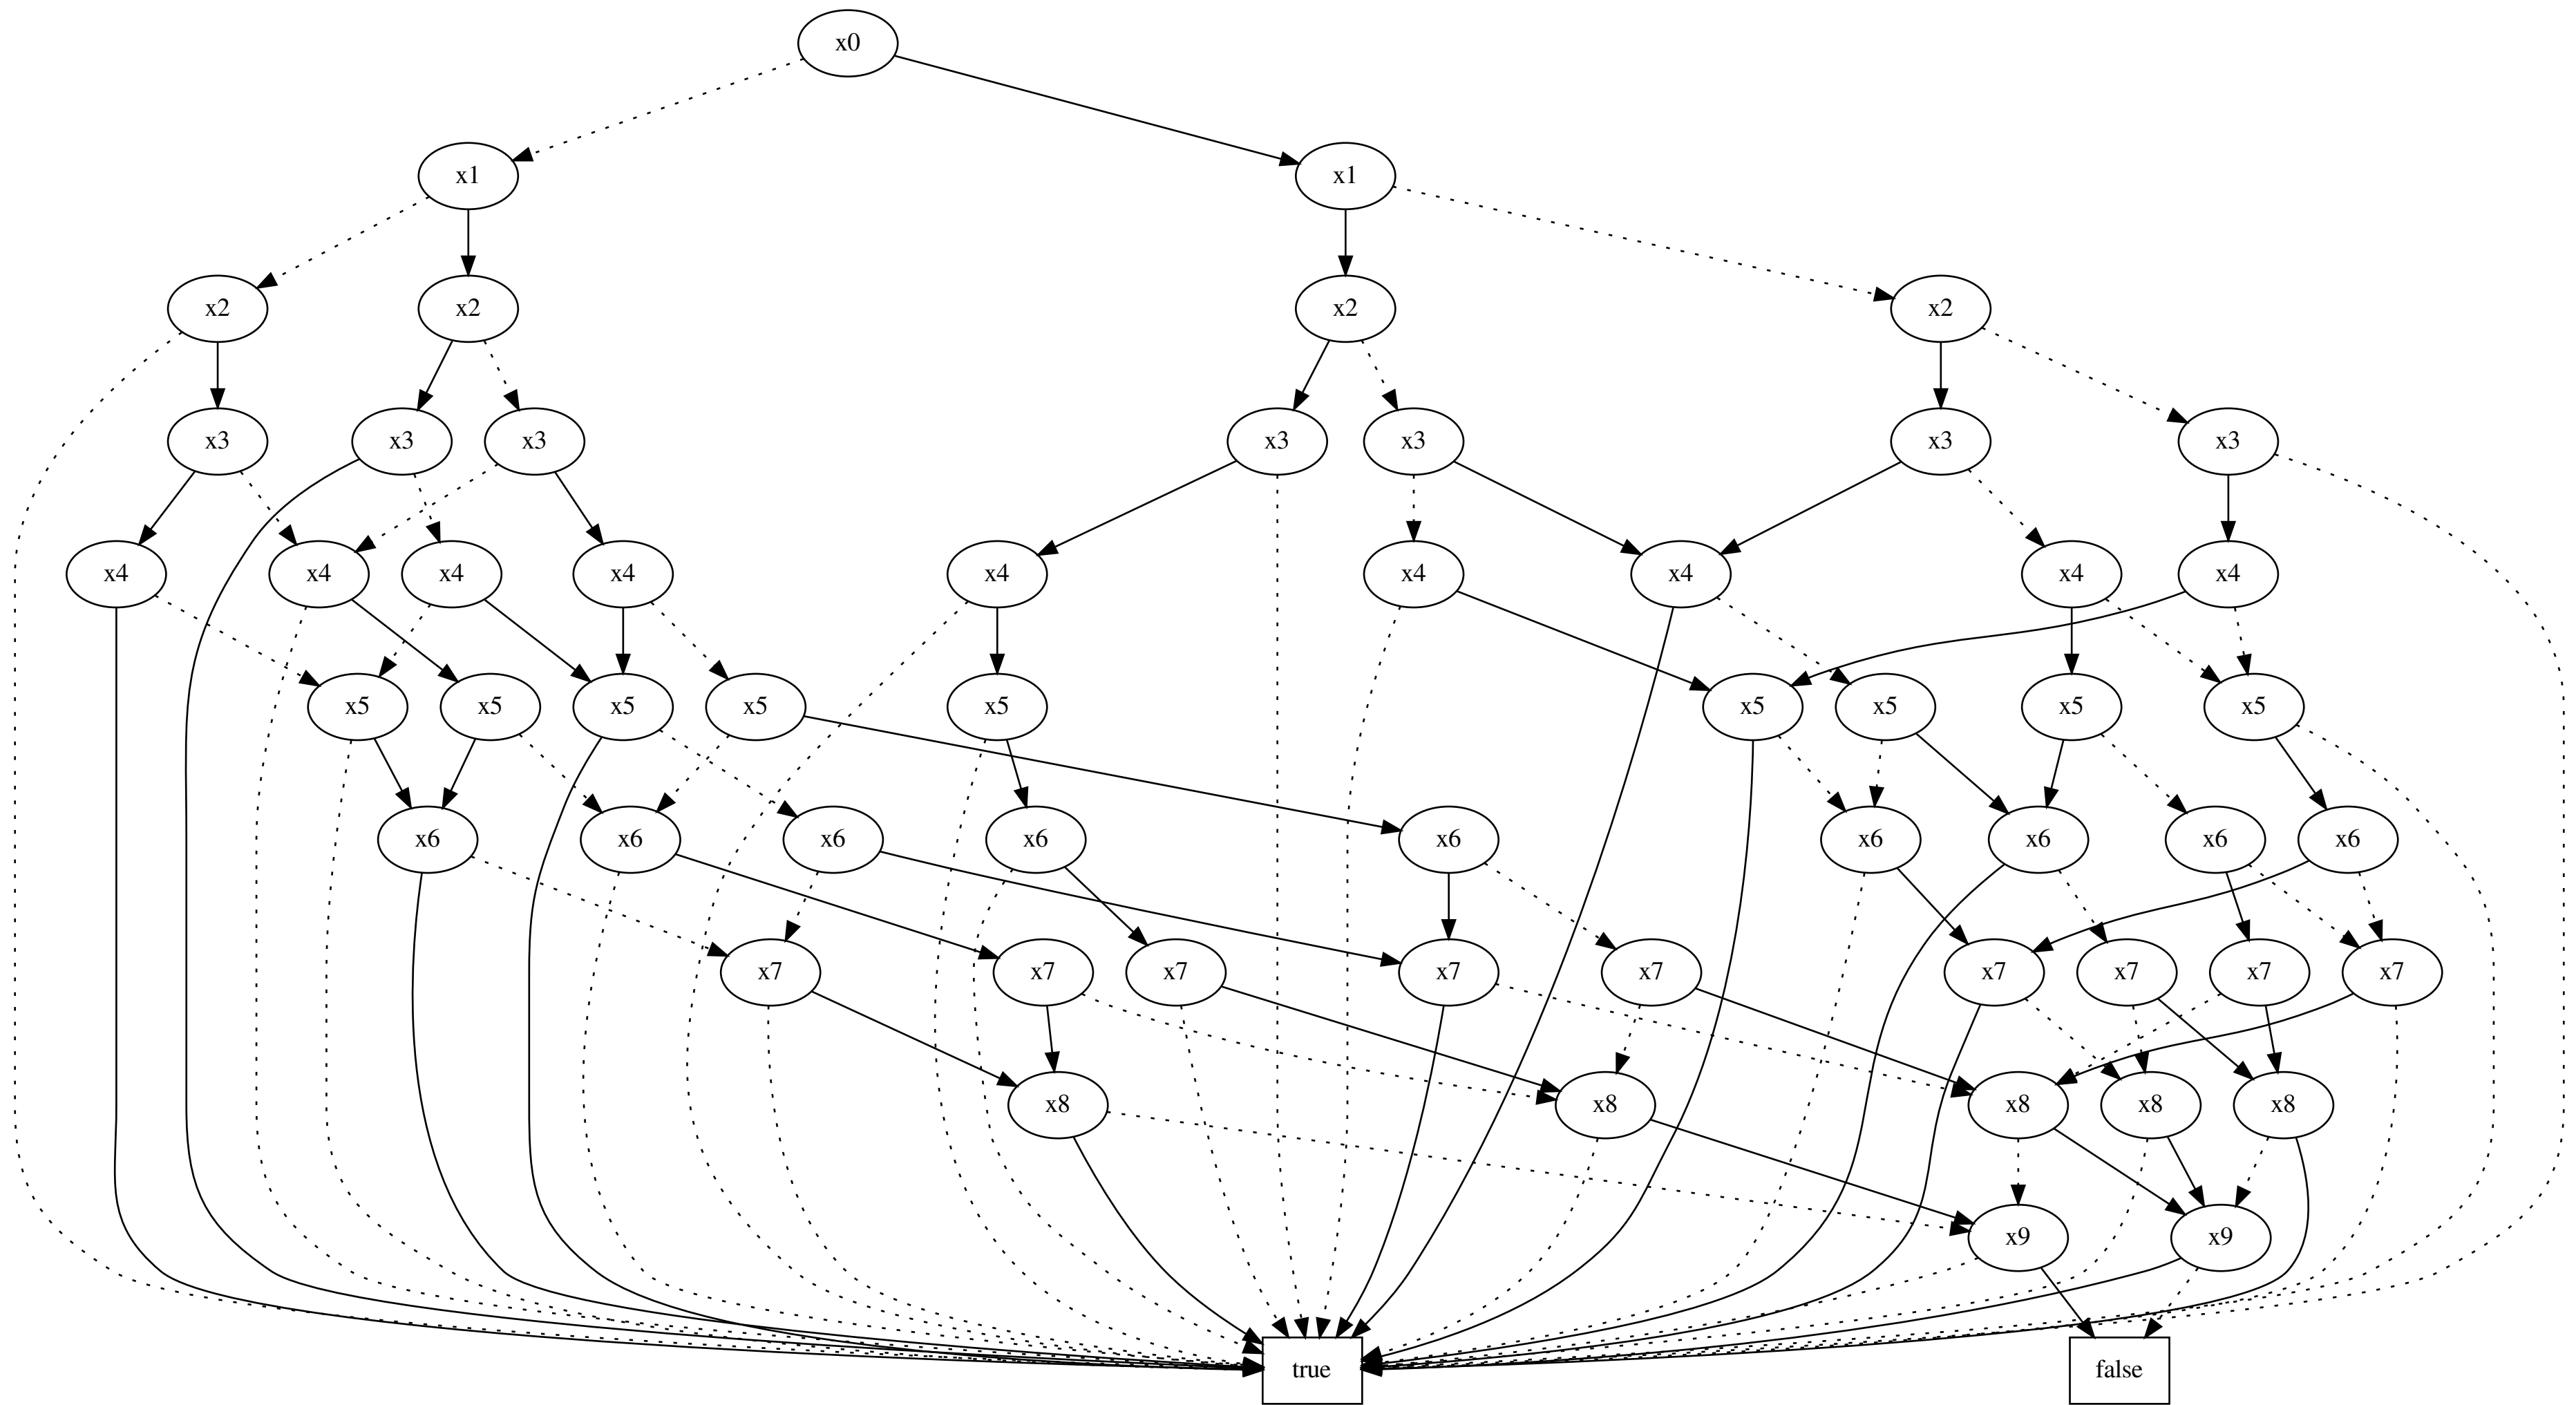 x0
x1 x1
x2 x2 x2 x2
x3 x3 x3 x3 x3 x3 x3
x4 x4 x4 x4 x4 x4 x4 x4 x4
x5 x5 x5 x5 x5 x5 x5 x5 x5
x6 x6 x6 x6 x6 x6 x6 x6 x6
x7 x7 x7 x7 x7 x7 x7 x7 x7
x8 x8 x8 x8 x8
x9 x9
true false